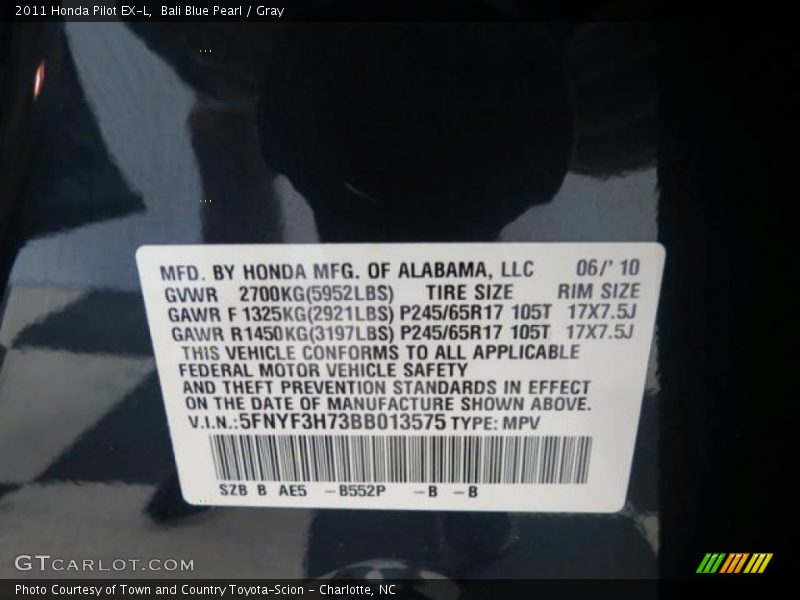 2011 Honda Pilot EX-L,  Bali Blue Pearl / Gray
MFD. BY HONDA MFG. OF ALABAMA, LLC 06/' 10
GVWR 2700KG(5952LBS) TIRE SIZE RIM SIZE
GAWR F 1325KG(2921LBS) P245/65R17 105T 17X7.5J
GAWR R1450KG(3197LBS) P245/65R17 105T 17X7.5J
THIS VEHICLE CONFORMS TO ALL APPLICABLE
FEDERAL MOTOR VEHICLE SAFETY
AND THEFT PREVENTION STANDARDS IN EFFECT
ON THE DATE OF MANUFACTURE SHOWN ABOVE.
V.I.N.:5FNYF3H73BB013575 TYPE: MPV
SZB B AE5 -B552P -B -B
GTCARLOT.COM
Photo Courtesy of Town and Country Toyota-Scion - Charlotte, NC